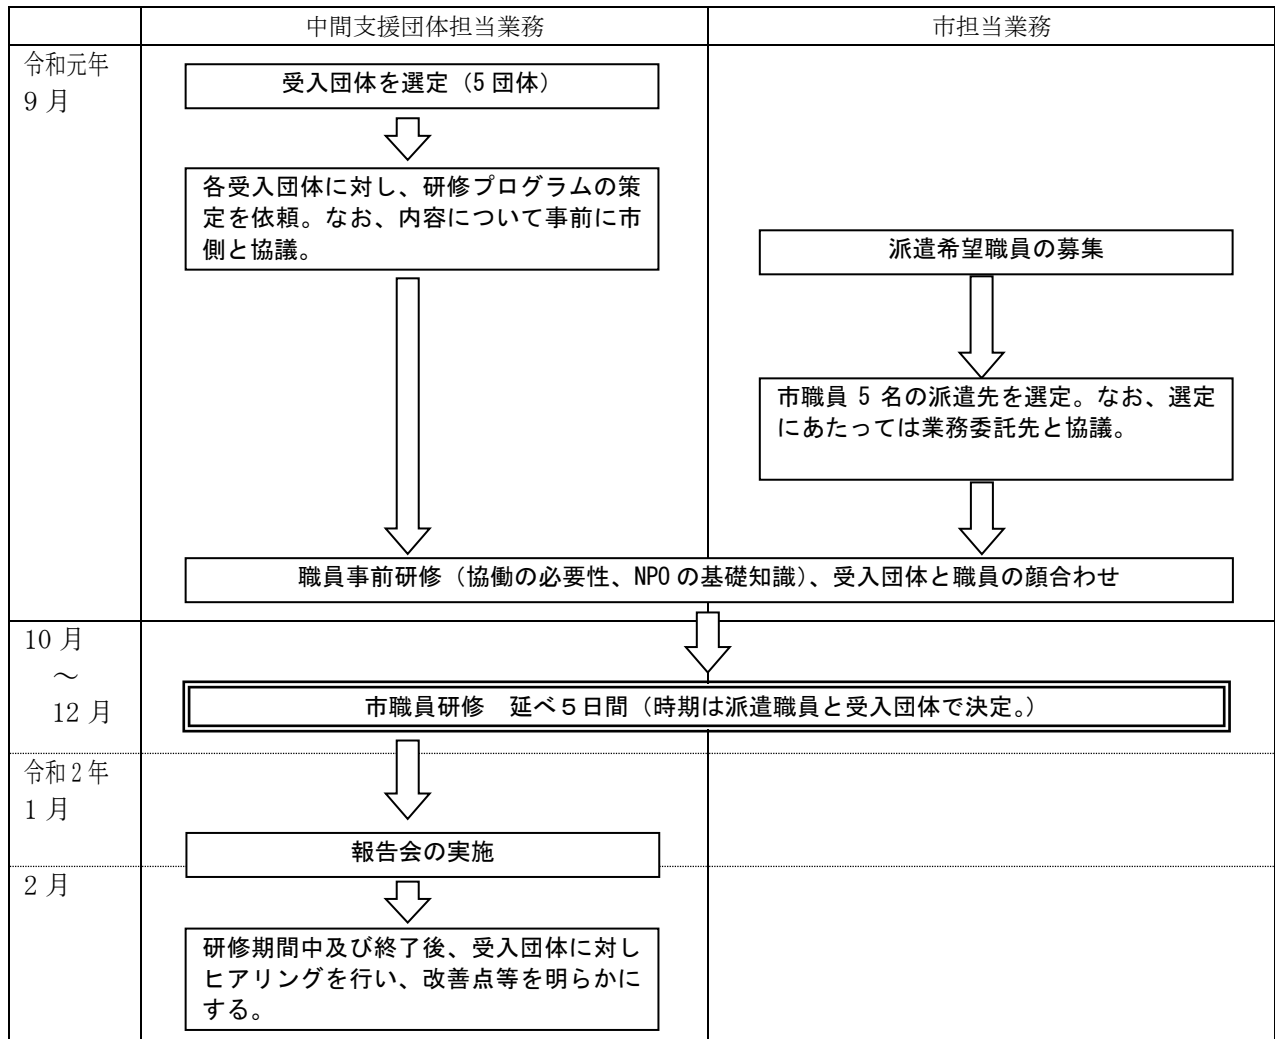 中間支援団体担当業務
市担当業務
令和元年
9 月
受入団体を選定（5 団体）
各受入団体に対し、研修プログラムの策
定を依頼。なお、内容について事前に市
側と協議。
派遣希望職員の募集
市職員 5 名の派遣先を選定。なお、選定
にあたっては業務委託先と協議。
職員事前研修（協働の必要性、NPO の基礎知識）、受入団体と職員の顔合わせ
10 月
～
12 月
市職員研修　延べ５日間（時期は派遣職員と受入団体で決定。）
令和２年
1 月
報告会の実施
2 月
研修期間中及び終了後、受入団体に対し
ヒアリングを行い、改善点等を明らかに
する。